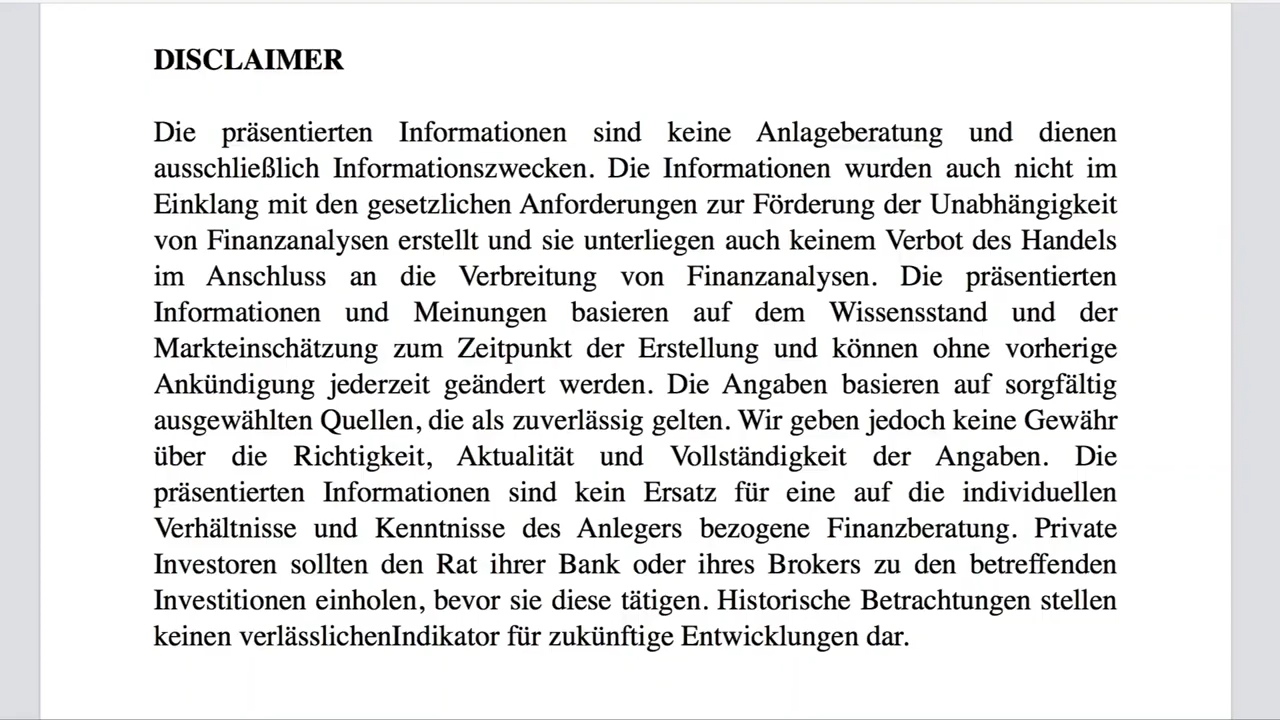 DISCLAIMER
Die präsentierten Informationen sind keine Anlageberatung und dienen
ausschließlich Informationszwecken. Die Informationen wurden auch nicht im
Einklang mit den gesetzlichen Anforderungen zur Förderung der Unabhängigkeit
von Finanzanalysen erstellt und sie unterliegen auch keinem Verbot des Handels
im Anschluss an die Verbreitung von Finanzanalysen. Die präsentierten
Informationen und Meinungen basieren auf dem Wissensstand und der
Markteinschätzung zum Zeitpunkt der Erstellung und können ohne vorherige
Ankündigung jederzeit geändert werden. Die Angaben basieren auf sorgfältig
ausgewählten Quellen, die als zuverlässig gelten. Wir geben jedoch keine Gewähr
über die Richtigkeit, Aktualität und Vollständigkeit der Angaben. Die
präsentierten Informationen sind kein Ersatz für eine auf die individuellen
Verhältnisse und Kenntnisse des Anlegers bezogene Finanzberatung. Private
Investoren sollten den Rat ihrer Bank oder ihres Brokers zu den betreffenden
Investitionen einholen, bevor sie diese tätigen. Historische Betrachtungen stellen
keinen verlässlichenIndikator für zukünftige Entwicklungen dar.